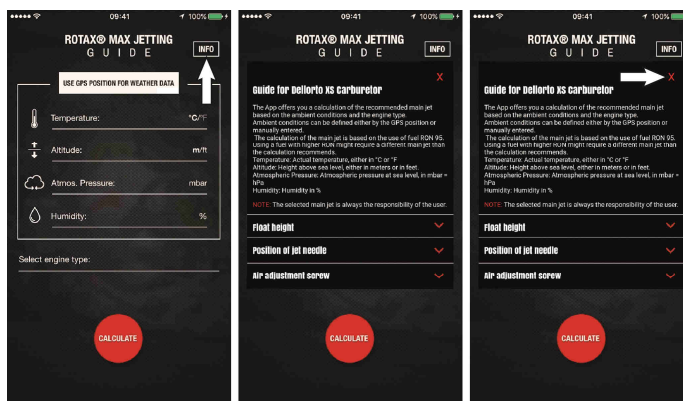 09:41
100%
ROTAX® MAX JETTING
GUIDE
INFO
USE GPS POSITION FOR WEATHER DATA
Temperature: °C/°F
Altitude: m/ft
Atmos. Pressure: mbar
Humidity: %
Select engine type:
CALCULATE
09:41
100%
ROTAX® MAX JETTING
GUIDE
INFO
X
Guide for Dellorto XS Carburetor
The App offers you a calculation of the recommended main jet
based on the ambient conditions and the engine type.
Ambient conditions can be defined either by the GPS position or
manually entered.
The calculation of the main jet is based on the use of fuel RON 95.
Using a fuel with higher RON might require a different main jet than
the calculation recommends.
Temperature: Actual temperature, either in °C or °F
Altitude: Height above sea level, either in meters or in feet.
Atmospheric Pressure: Atmospheric pressure at sea level, in mbar =
hPa
Humidity: Humidity in %
NOTE: The selected main jet is always the responsibility of the user.
Float height
Position of jet needle
Air adjustment screw
CALCULATE
09:41
100%
ROTAX® MAX JETTING
GUIDE
INFO
X
Guide for Dellorto XS Carburetor
The App offers you a calculation of the recommended main jet
based on the ambient conditions and the engine type.
Ambient conditions can be defined either by the GPS position or
manually entered.
The calculation of the main jet is based on the use of fuel RON 95.
Using a fuel with higher RON might require a different main jet than
the calculation recommends.
Temperature: Actual temperature, either in °C or °F
Altitude: Height above sea level, either in meters or in feet.
Atmospheric Pressure: Atmospheric pressure at sea level, in mbar =
hPa
Humidity: Humidity in %
NOTE: The selected main jet is always the responsibility of the user.
Float height
Position of jet needle
Air adjustment screw
CALCULATE